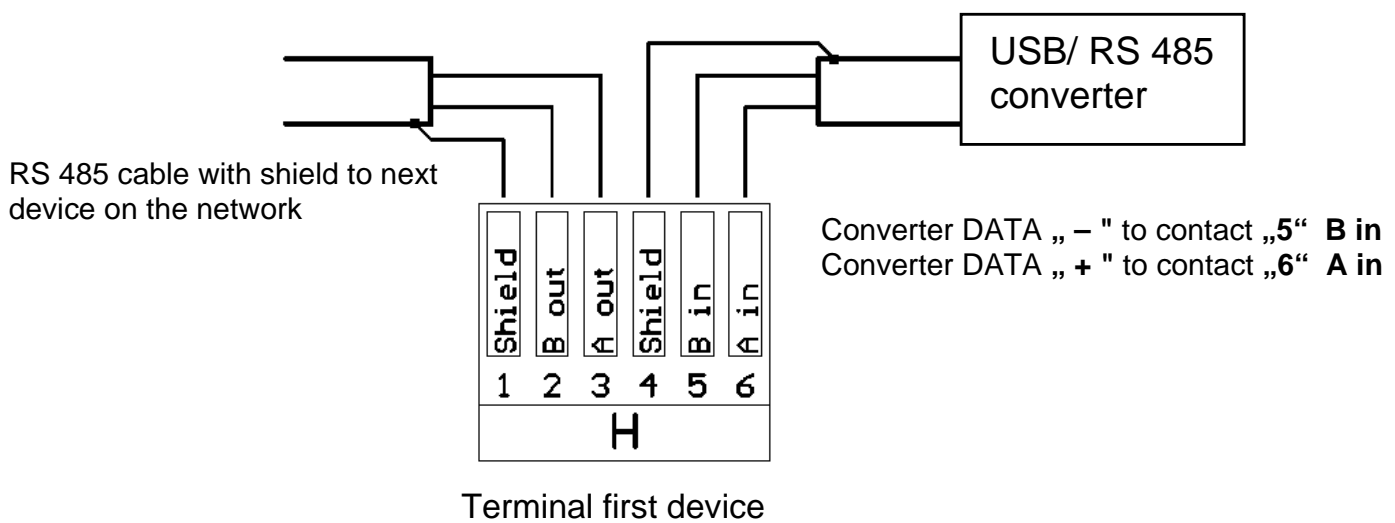 USB/ RS 485
converter
RS 485 cable with shield to next
device on the network
Converter DATA „ – " to contact „5“ B in
Converter DATA „ + " to contact „6“ A in
Shield
B out
A out
Shield
B in
A in
1 2 3 4 5 6
H
Terminal first device